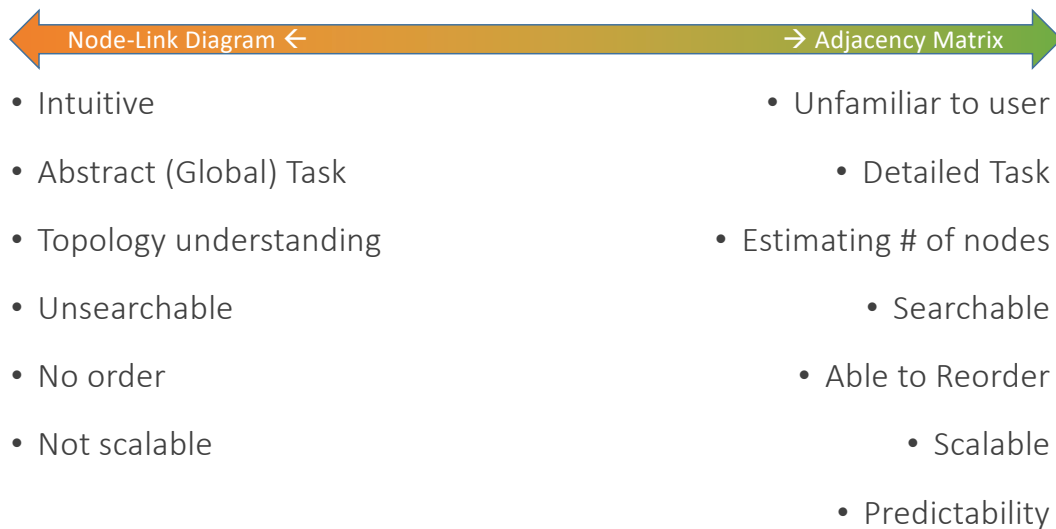 Node-Link Diagram ← → Adjacency Matrix
• Intuitive
• Abstract (Global) Task
• Topology understanding
• Unsearchable
• No order
• Not scalable
• Unfamiliar to user
• Detailed Task
• Estimating # of nodes
• Searchable
• Able to Reorder
• Scalable
• Predictability